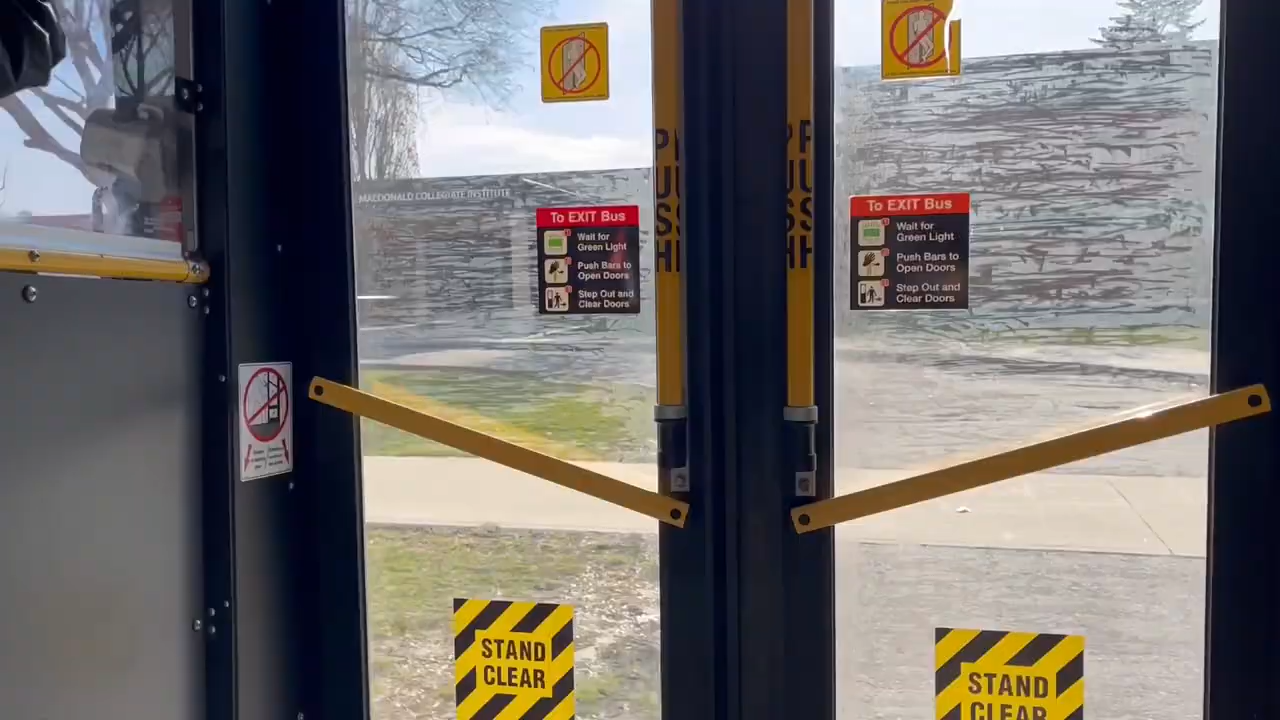 MACDONALD COLLEGIATE INSTITUTE
To EXIT Bus
Wait for
Green Light
Push Bars to
Open Doors
Step Out and
Clear Doors
PUSH
PUSH
To EXIT Bus
Wait for
Green Light
Push Bars to
Open Doors
Step Out and
Clear Doors
STAND
CLEAR
STAND
CLEAR